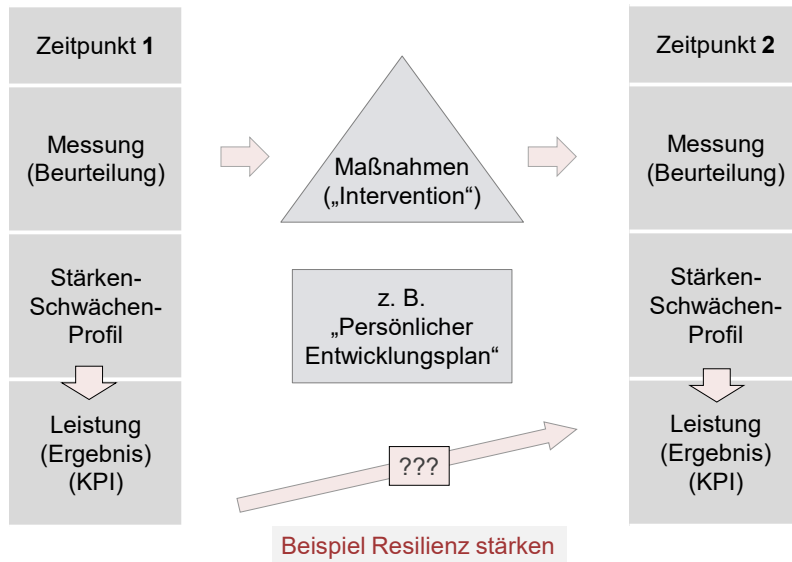 Zeitpunkt 1
Messung
(Beurteilung)
Stärken-
Schwächen-
Profil
Leistung
(Ergebnis)
(KPI)
Maßnahmen
(„Intervention“)
z. B.
„Persönlicher
Entwicklungsplan“
???
Beispiel Resilienz stärken
Zeitpunkt 2
Messung
(Beurteilung)
Stärken-
Schwächen-
Profil
Leistung
(Ergebnis)
(KPI)